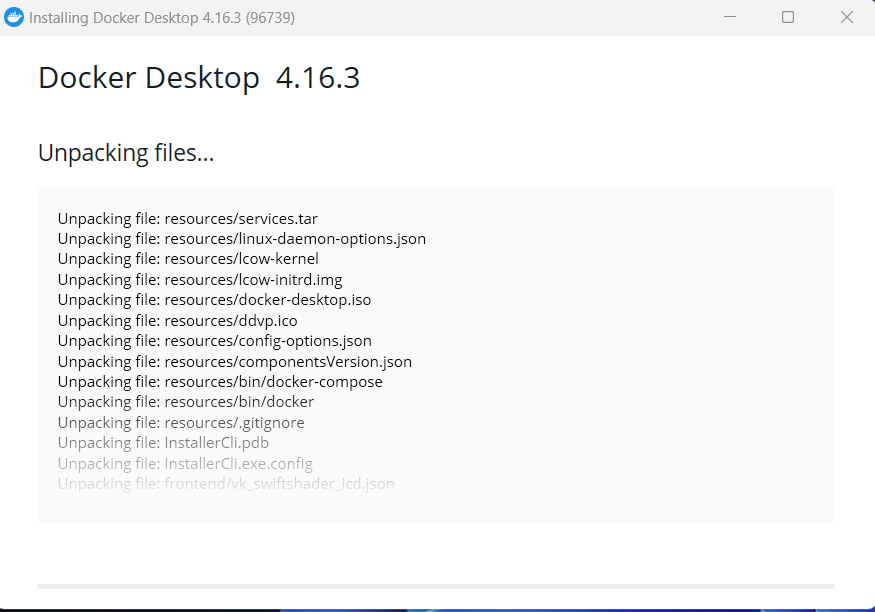 Installing Docker Desktop 4.16.3 (96739)
Docker Desktop 4.16.3
Unpacking files...
Unpacking file: resources/services.tar
Unpacking file: resources/linux-daemon-options.json
Unpacking file: resources/lcow-kernel
Unpacking file: resources/lcow-initrd.img
Unpacking file: resources/docker-desktop.iso
Unpacking file: resources/ddvp.ico
Unpacking file: resources/config-options.json
Unpacking file: resources/componentsVersion.json
Unpacking file: resources/bin/docker-compose
Unpacking file: resources/bin/docker
Unpacking file: resources/.gitignore
Unpacking file: InstallerCli.pdb
Unpacking file: InstallerCli.exe.config
Unpacking file: frontend/vk_swiftshader_icd.json